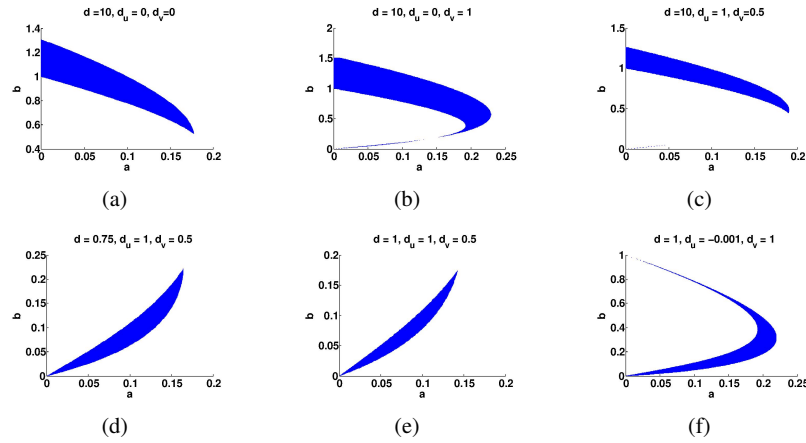 d =10, d_u = 0, d_v=0
d = 10, d_u = 0, d_v = 1
d =10, d_u = 1, d_v=0.5
1.4
1.2
1
0.8
0.6
0.4
b
0 0.05 0.1 0.15 0.2
a
2
1.5
1
0.5
0
b
0 0.05 0.1 0.15 0.2 0.25
a
1.5
1
0.5
0
b
0 0.05 0.1 0.15 0.2
a
(a)
(b)
(c)
d = 0.75, d_u = 1, d_v = 0.5
d = 1, d_u = 1, d_v = 0.5
d = 1, d_u = −0.001, d_v = 1
0.25
0.2
0.15
0.1
0.05
0
b
0 0.05 0.1 0.15 0.2
a
0.2
0.15
0.1
0.05
0
b
0 0.05 0.1 0.15 0.2
a
1
0.8
0.6
0.4
0.2
0
b
0 0.05 0.1 0.15 0.2 0.25
a
(d)
(e)
(f)